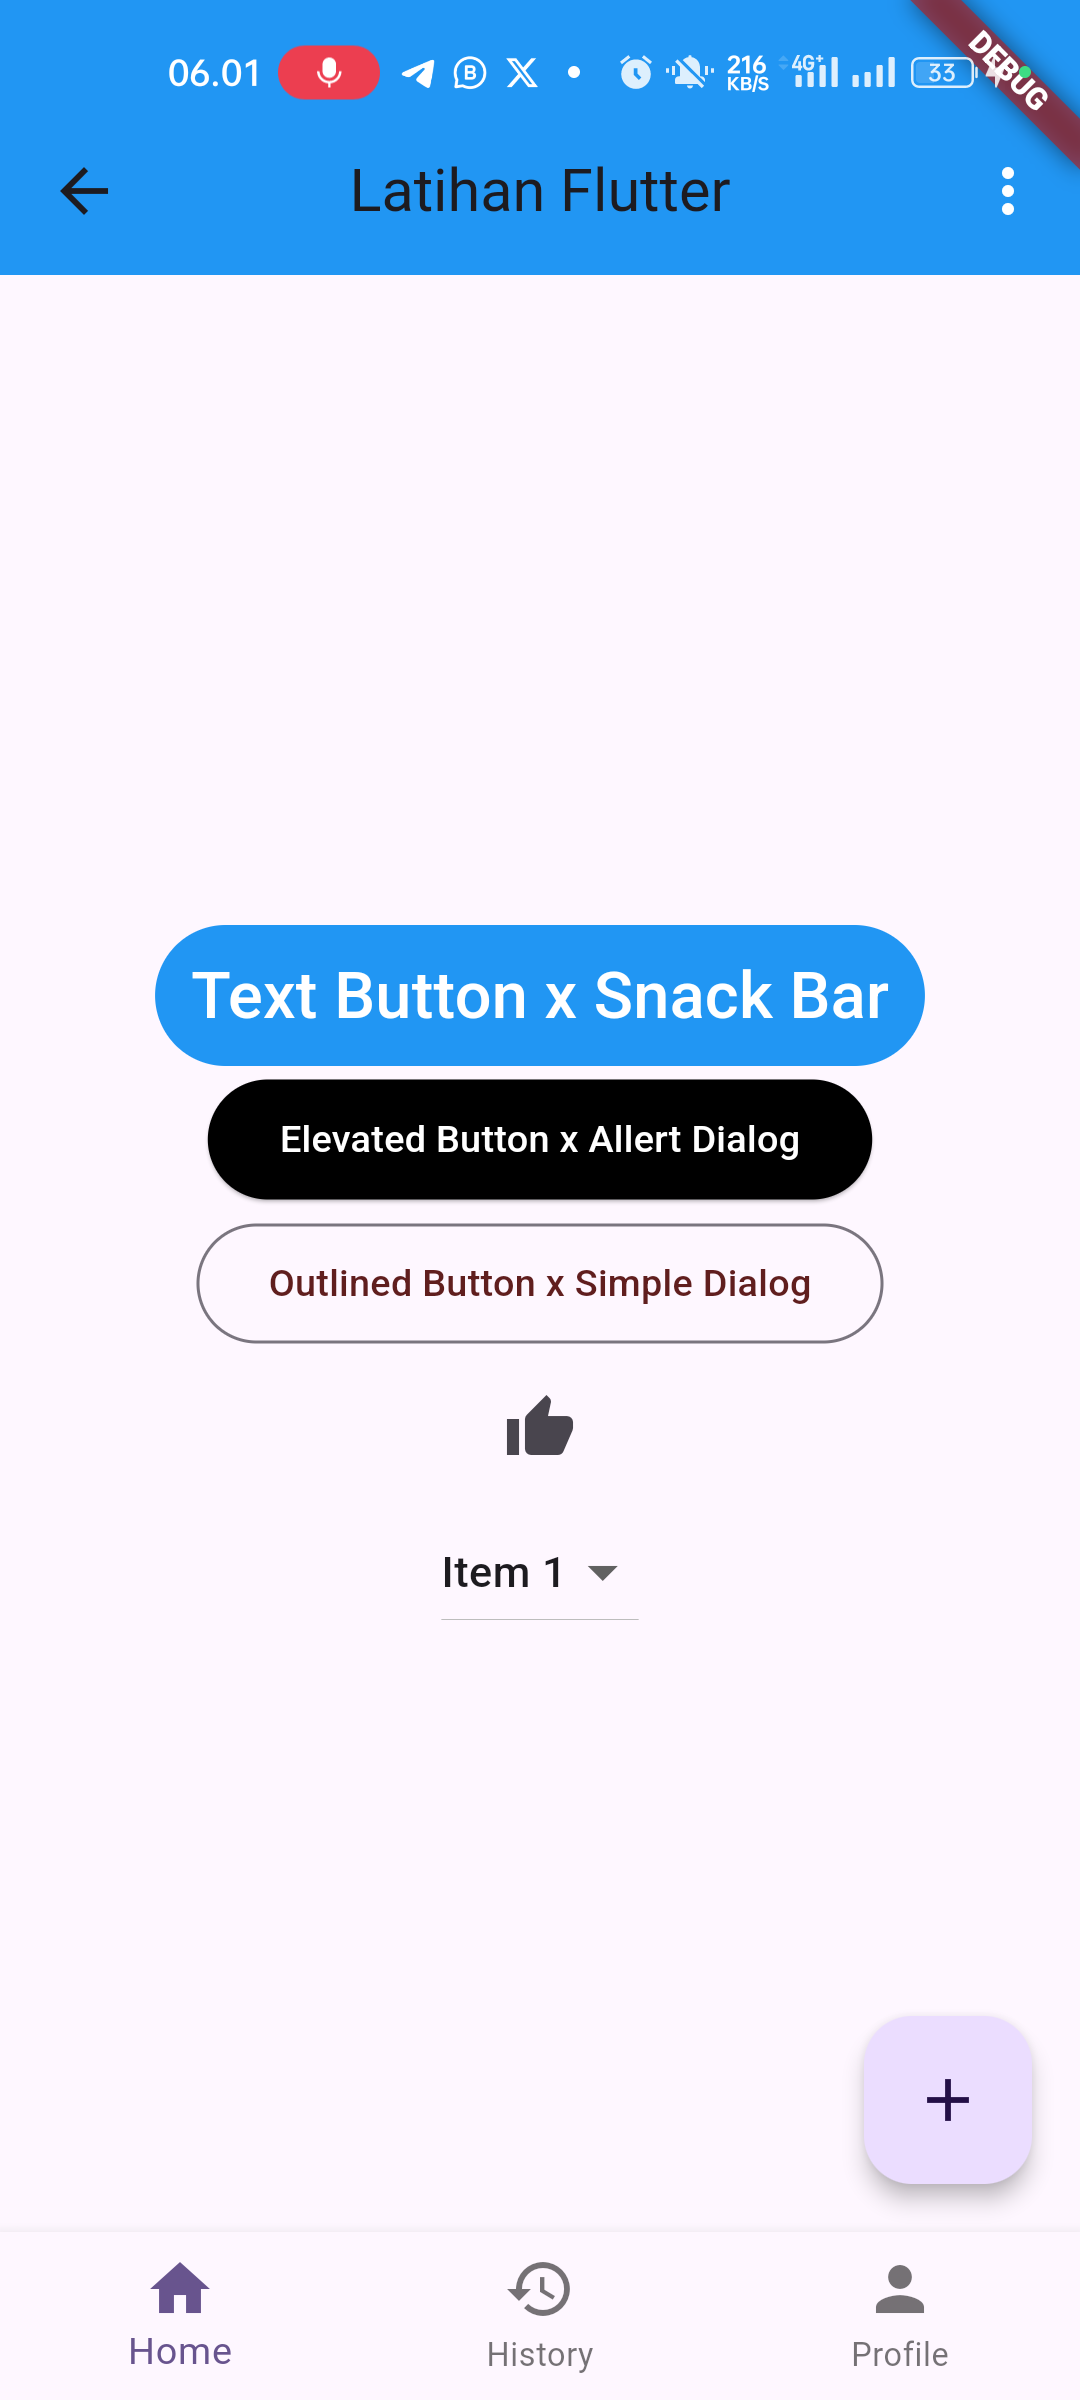 06.01 B 216 KB/S 4G+ 33 DEBUG
Latihan Flutter
Text Button x Snack Bar
Elevated Button x Allert Dialog
Outlined Button x Simple Dialog
Item 1
Home History Profile